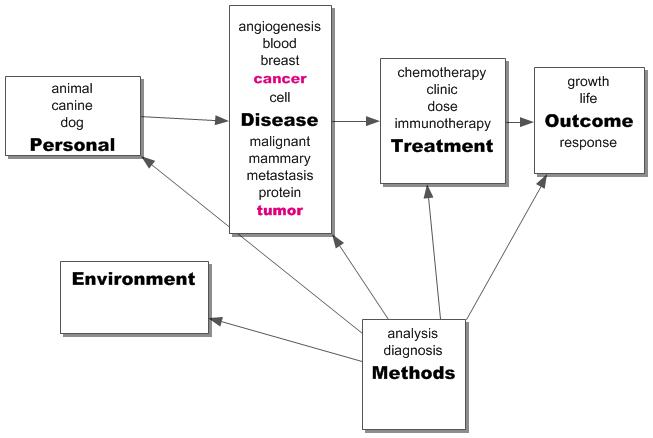 animal
canine
dog
Personal
angiogenesis
blood
breast
cancer
cell
Disease
malignant
mammary
metastasis
protein
tumor
chemotherapy
clinic
dose
immunotherapy
Treatment
growth
life
Outcome
response
Environment
analysis
diagnosis
Methods